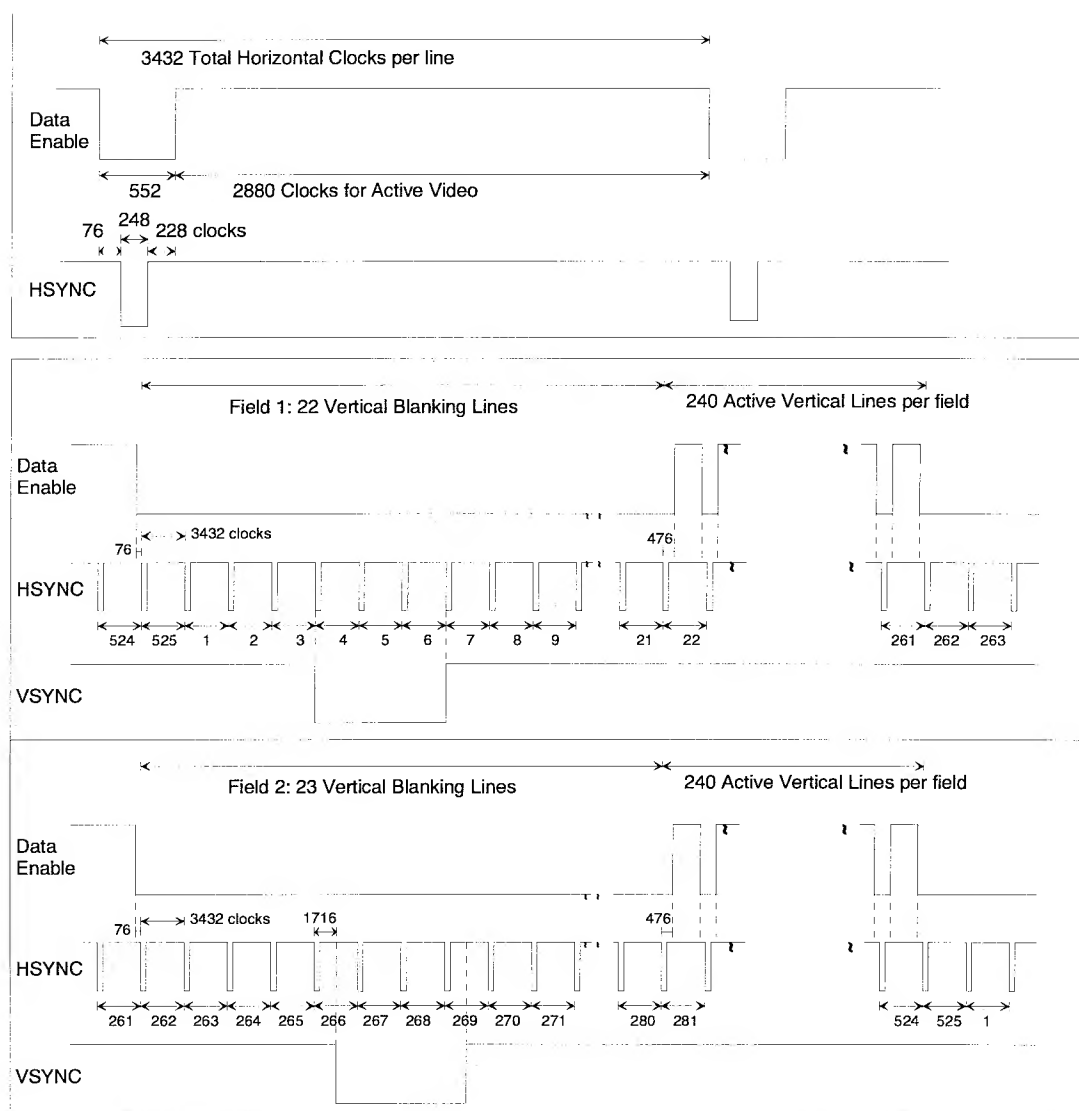 3432 Total Horizontal Clocks per line
Data
Enable
552
2880 Clocks for Active Video
76
248
228 clocks
HSYNC
Field 1: 22 Vertical Blanking Lines
240 Active Vertical Lines per field
Data
Enable
76
3432 clocks
476
HSYNC
524 525 1 2 3 4 5 6 7 8 9 21 22 261 262 263
VSYNC
Field 2: 23 Vertical Blanking Lines
240 Active Vertical Lines per field
Data
Enable
76
3432 clocks
1716
476
HSYNC
261 262 263 264 265 266 267 268 269 270 271 280 281 524 525 1
VSYNC